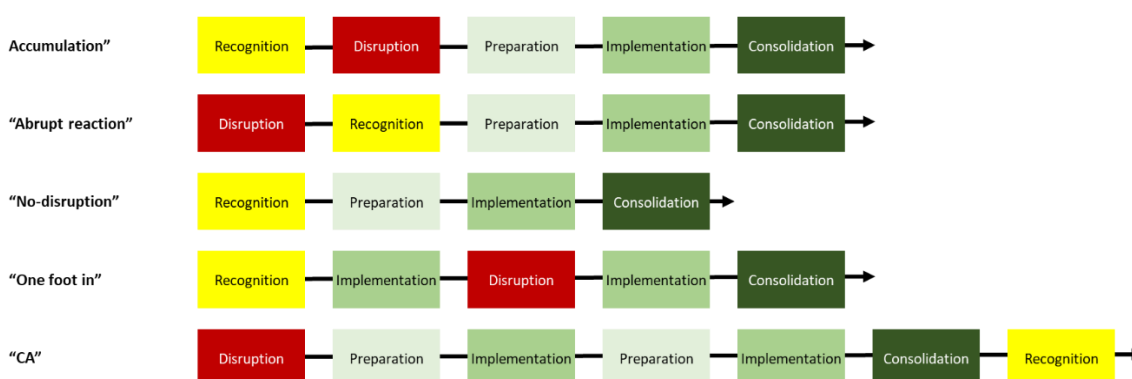 Accumulation”
Recognition Disruption Preparation Implementation Consolidation
“Abrupt reaction”
Disruption Recognition Preparation Implementation Consolidation
“No-disruption”
Recognition Preparation Implementation Consolidation
“One foot in”
Recognition Implementation Disruption Implementation Consolidation
“CA”
Disruption Preparation Implementation Preparation Implementation Consolidation Recognition